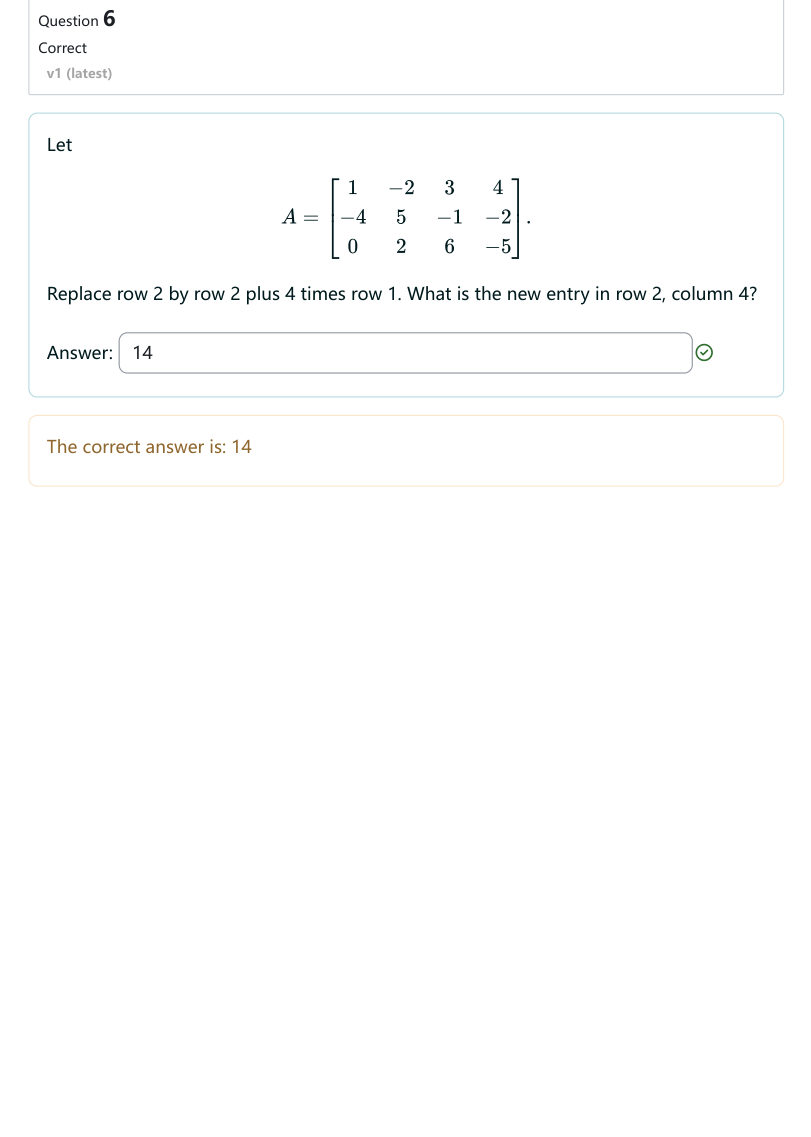 Question 6
Correct
v1 (latest)
Let
A = [ 1 −2 3 4
−4 5 −1 −2
0 2 6 −5 ] .
Replace row 2 by row 2 plus 4 times row 1. What is the new entry in row 2, column 4?
Answer: 14
The correct answer is: 14